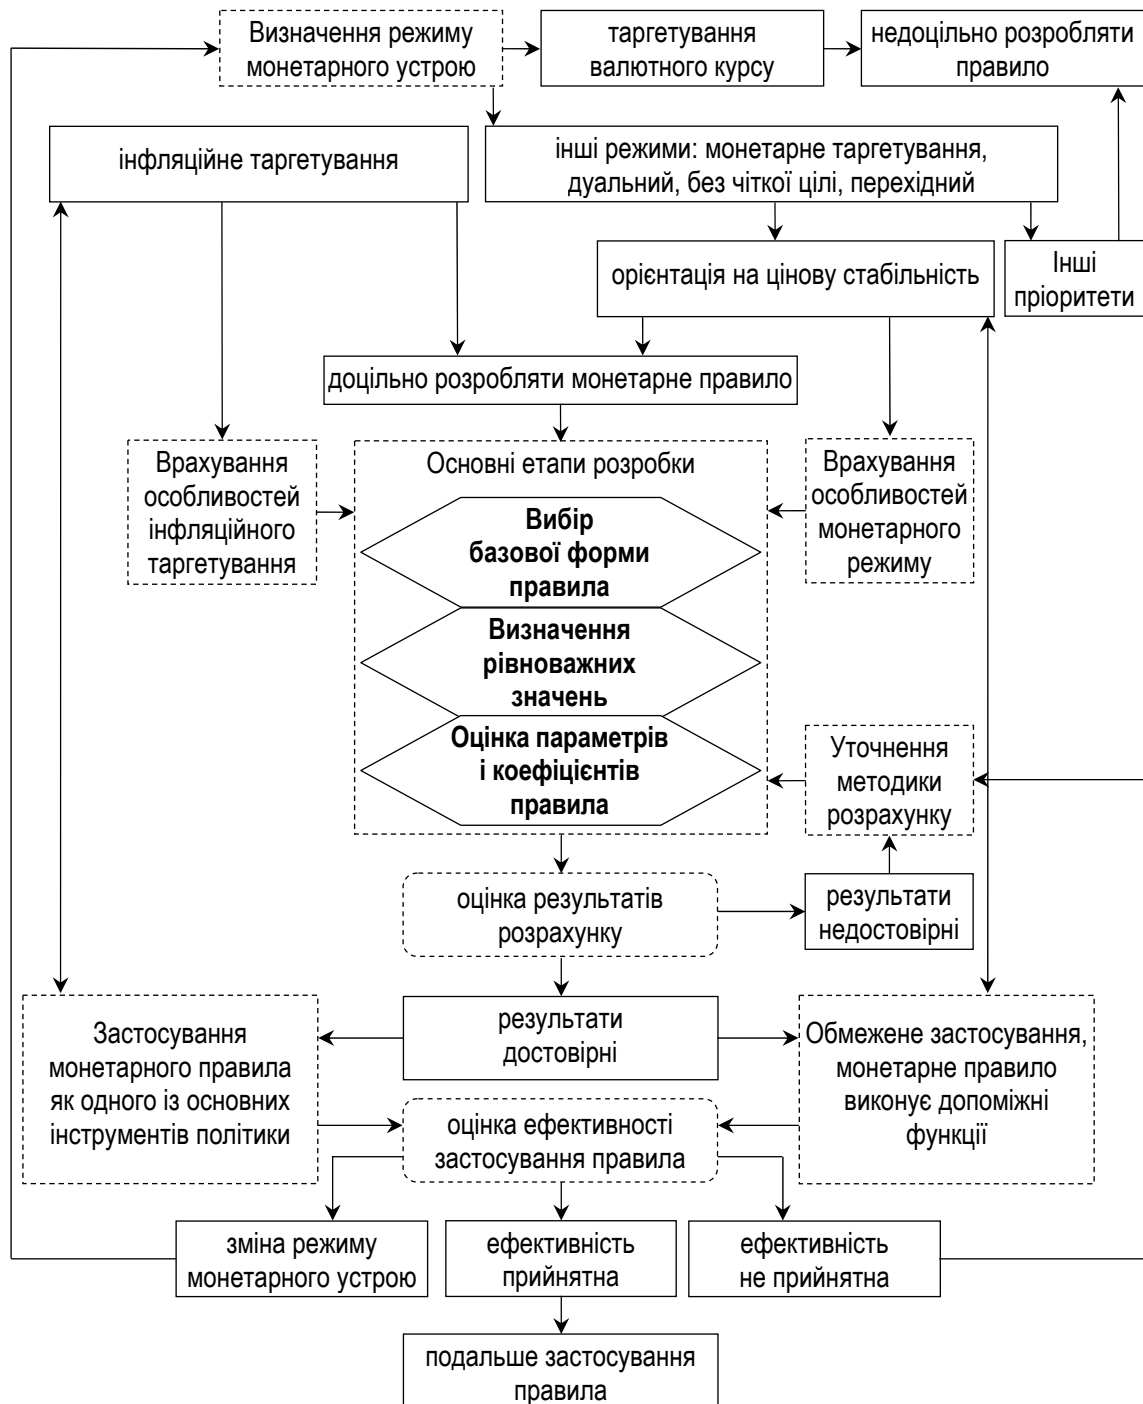 Визначення режиму
монетарного устрою
таргетування
валютного курсу
недоцільно розробляти
правило
інфляційне таргетування
інші режими: монетарне таргетування,
дуальний, без чіткої цілі, перехідний
орієнтація на цінову стабільність
Інші
пріоритети
доцільно розробляти монетарне правило
Врахування
особливостей
інфляційного
таргетування
Основні етапи розробки
Вибір
базової форми
правила
Визначення
рівноважних
значень
Оцінка параметрів
і коефіцієнтів
правила
Врахування
особливостей
монетарного
режиму
Уточнення
методики
розрахунку
оцінка результатів
розрахунку
результати
недостовірні
Застосування
монетарного правила
як одного із основних
інструментів політики
результати
достовірні
Обмежене застосування,
монетарне правило
виконує допоміжні
функції
оцінка ефективності
застосування правила
зміна режиму
монетарного устрою
ефективність
прийнятна
ефективність
не прийнятна
подальше застосування
правила